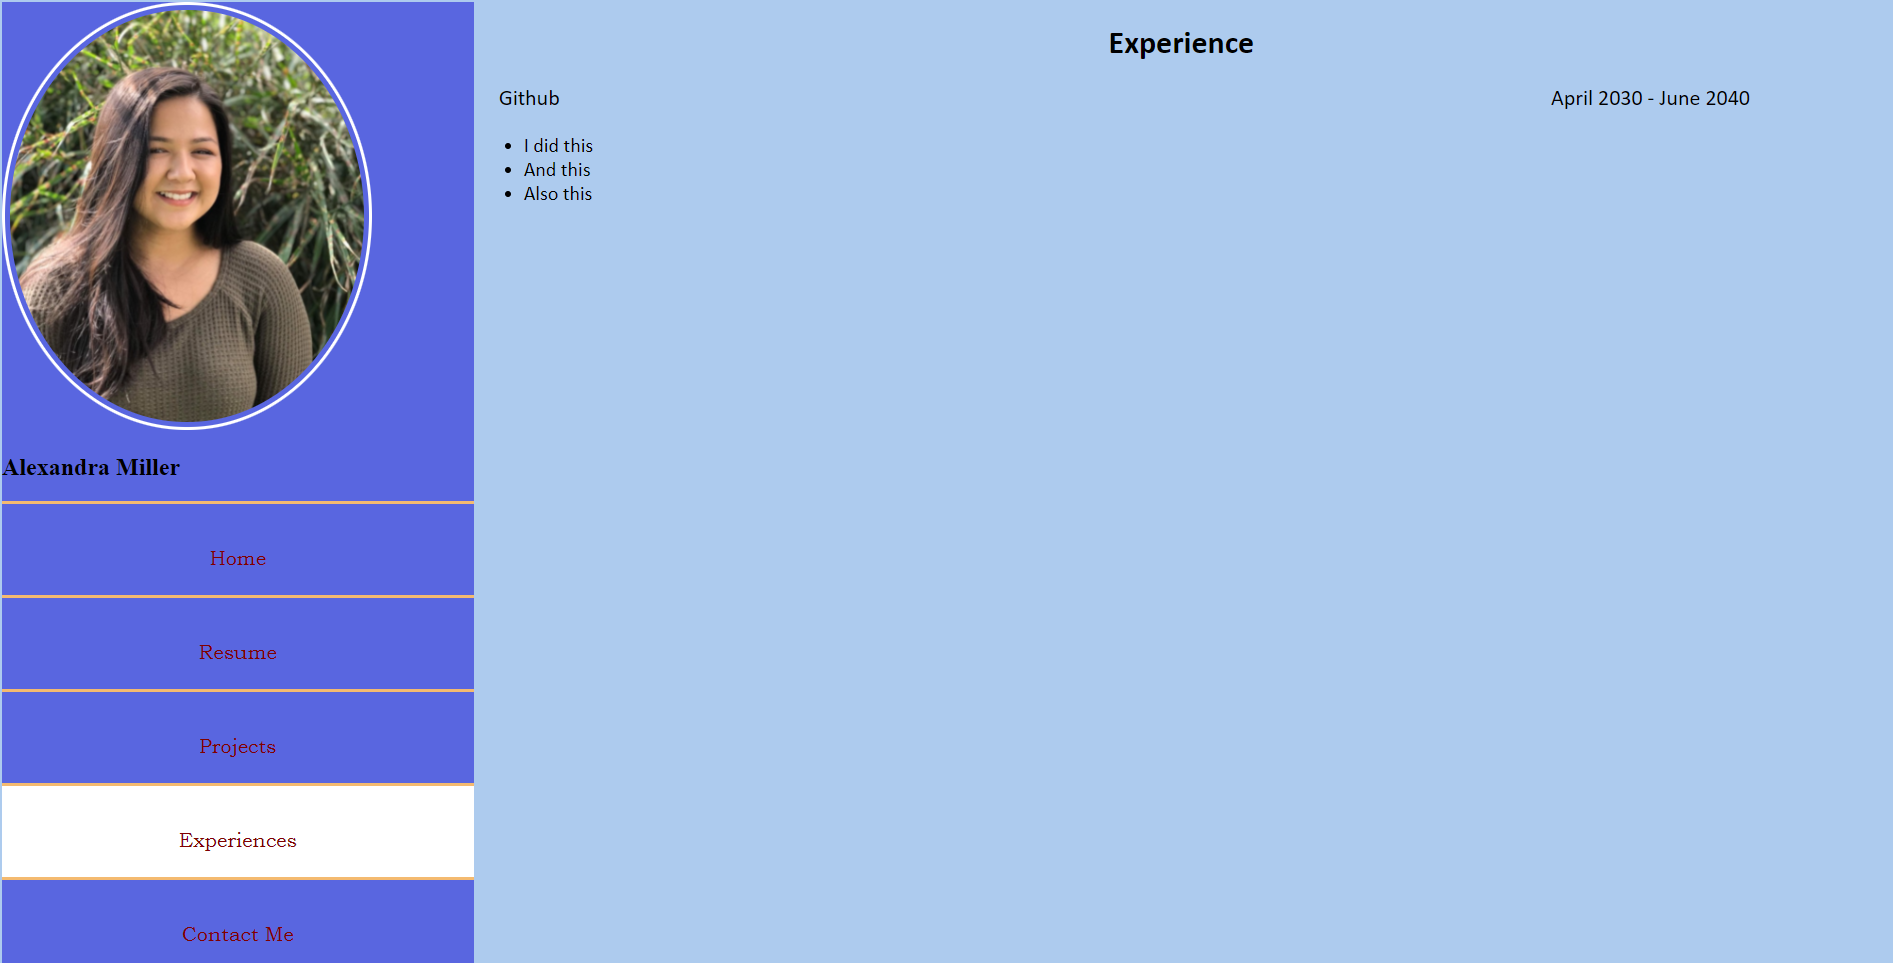 Alexandra Miller
Home
Resume
Projects
Experiences
Contact Me
Experience
Github April 2030 - June 2040
I did this
And this
Also this